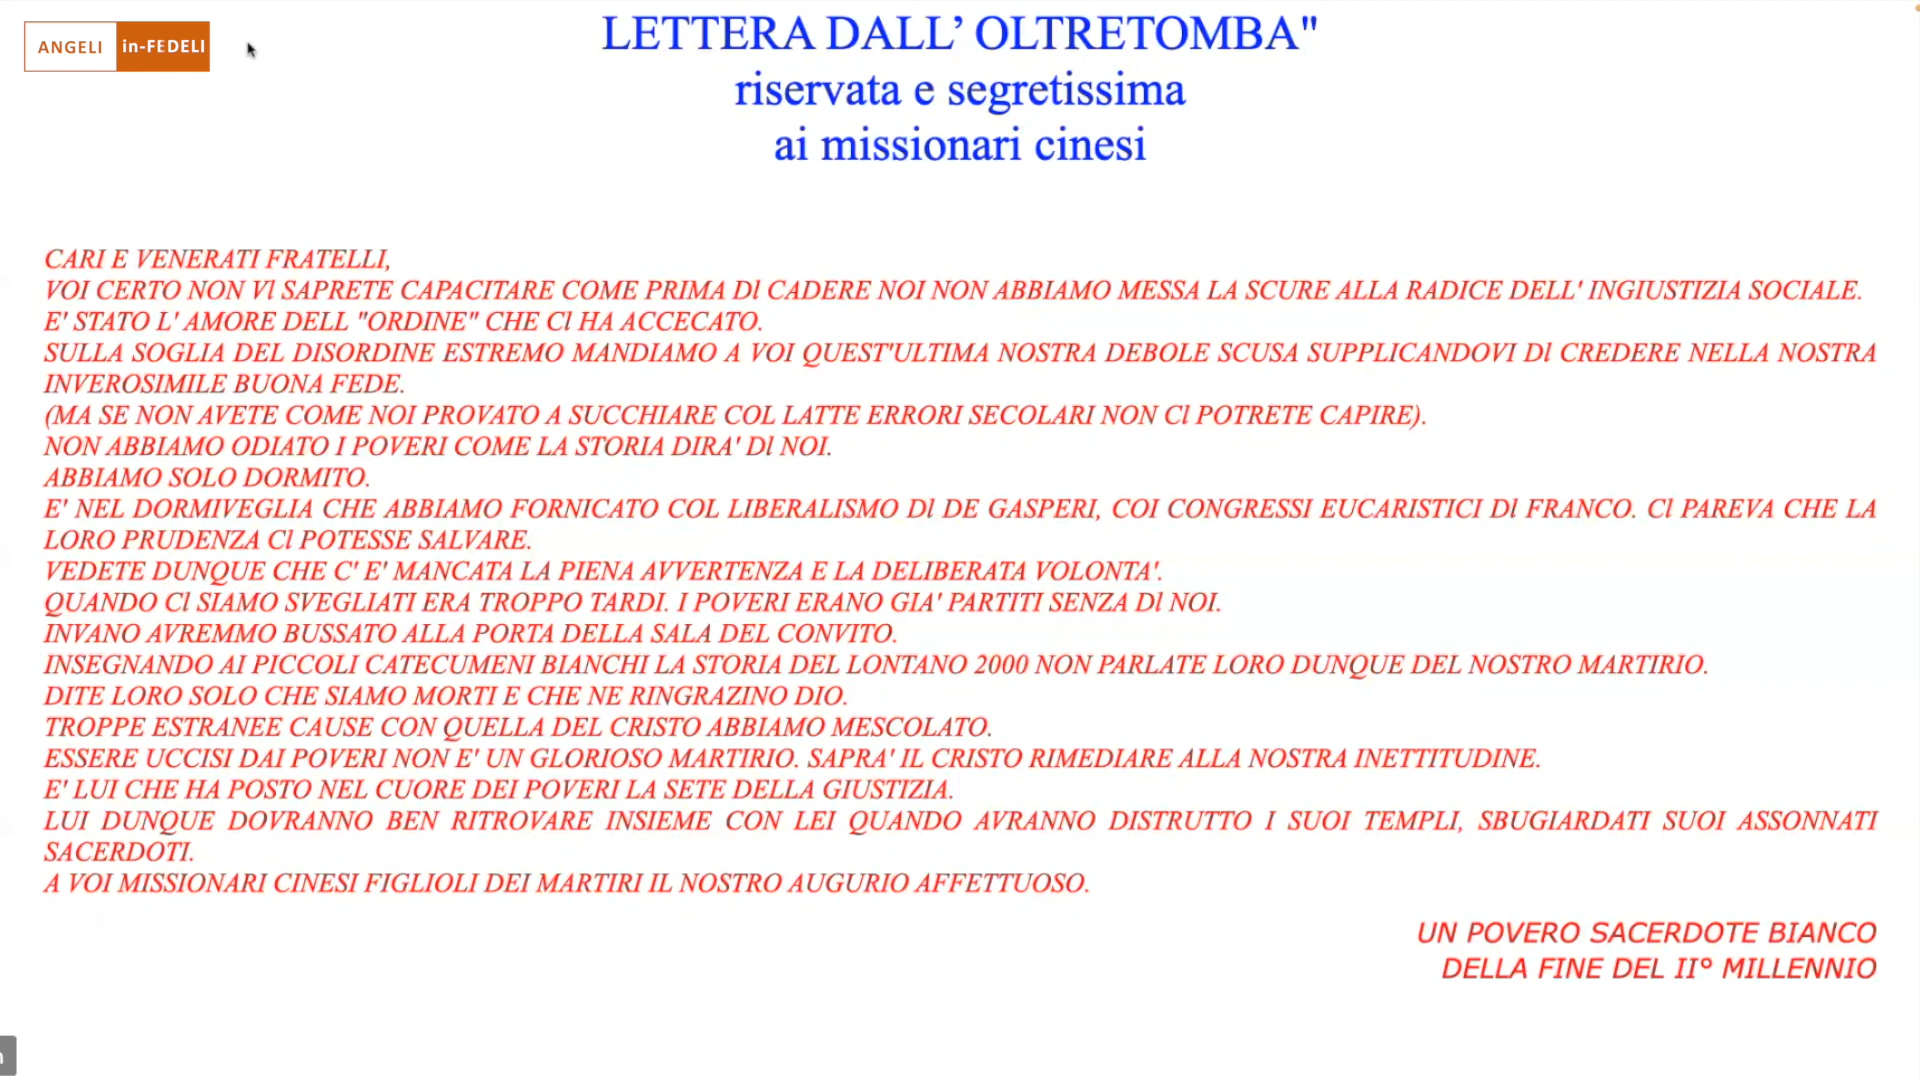 ANGELI in-FEDELI
LETTERA DALL’ OLTRETOMBA"
riservata e segretissima
ai missionari cinesi
CARI E VENERATI FRATELLI,
VOI CERTO NON Vl SAPRETE CAPACITARE COME PRIMA Dl CADERE NOI NON ABBIAMO MESSA LA SCURE ALLA RADICE DELL' INGIUSTIZIA SOCIALE.
E' STATO L' AMORE DELL "ORDINE" CHE Cl HA ACCECATO.
SULLA SOGLIA DEL DISORDINE ESTREMO MANDIAMO A VOI QUEST'ULTIMA NOSTRA DEBOLE SCUSA SUPPLICANDOVI Dl CREDERE NELLA NOSTRA
INVEROSIMILE BUONA FEDE.
(MA SE NON AVETE COME NOI PROVATO A SUCCHIARE COL LATTE ERRORI SECOLARI NON Cl POTRETE CAPIRE).
NON ABBIAMO ODIATO I POVERI COME LA STORIA DIRA' Dl NOI.
ABBIAMO SOLO DORMITO.
E' NEL DORMIVEGLIA CHE ABBIAMO FORNICATO COL LIBERALISMO Dl DE GASPERI, COI CONGRESSI EUCARISTICI Dl FRANCO. Cl PAREVA CHE LA
LORO PRUDENZA Cl POTESSE SALVARE.
VEDETE DUNQUE CHE C' E' MANCATA LA PIENA AVVERTENZA E LA DELIBERATA VOLONTA'.
QUANDO Cl SIAMO SVEGLIATI ERA TROPPO TARDI. I POVERI ERANO GIA' PARTITI SENZA Dl NOI.
INVANO AVREMMO BUSSATO ALLA PORTA DELLA SALA DEL CONVITO.
INSEGNANDO AI PICCOLI CATECUMENI BIANCHI LA STORIA DEL LONTANO 2000 NON PARLATE LORO DUNQUE DEL NOSTRO MARTIRIO.
DITE LORO SOLO CHE SIAMO MORTI E CHE NE RINGRAZINO DIO.
TROPPE ESTRANEE CAUSE CON QUELLA DEL CRISTO ABBIAMO MESCOLATO.
ESSERE UCCISI DAI POVERI NON E' UN GLORIOSO MARTIRIO. SAPRA' IL CRISTO RIMEDIARE ALLA NOSTRA INETTITUDINE.
E' LUI CHE HA POSTO NEL CUORE DEI POVERI LA SETE DELLA GIUSTIZIA.
LUI DUNQUE DOVRANNO BEN RITROVARE INSIEME CON LEI QUANDO AVRANNO DISTRUTTO I SUOI TEMPLI, SBUGIARDATI SUOI ASSONNATI
SACERDOTI.
A VOI MISSIONARI CINESI FIGLIOLI DEI MARTIRI IL NOSTRO AUGURIO AFFETTUOSO.
UN POVERO SACERDOTE BIANCO
DELLA FINE DEL II° MILLENNIO